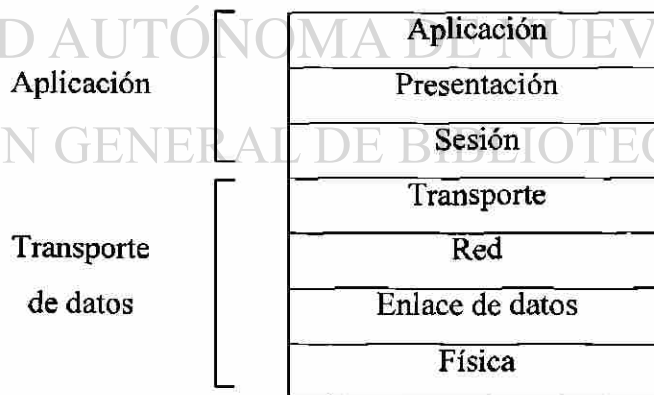 D AUTÓNOMA DE NUEV
Aplicación
Aplicación
Presentación
Sesión
N GENERAL DE BIBLIOTEC
Transporte
de datos
Transporte
Red
Enlace de datos
Física